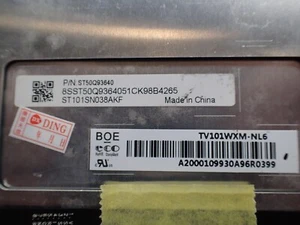 P/N: ST50Q93640
8SST50Q9364051CK98B4265
ST101SN038AKF
Made in China
DING
BOE
TV101WXM-NL6
A2000109930A96R0399